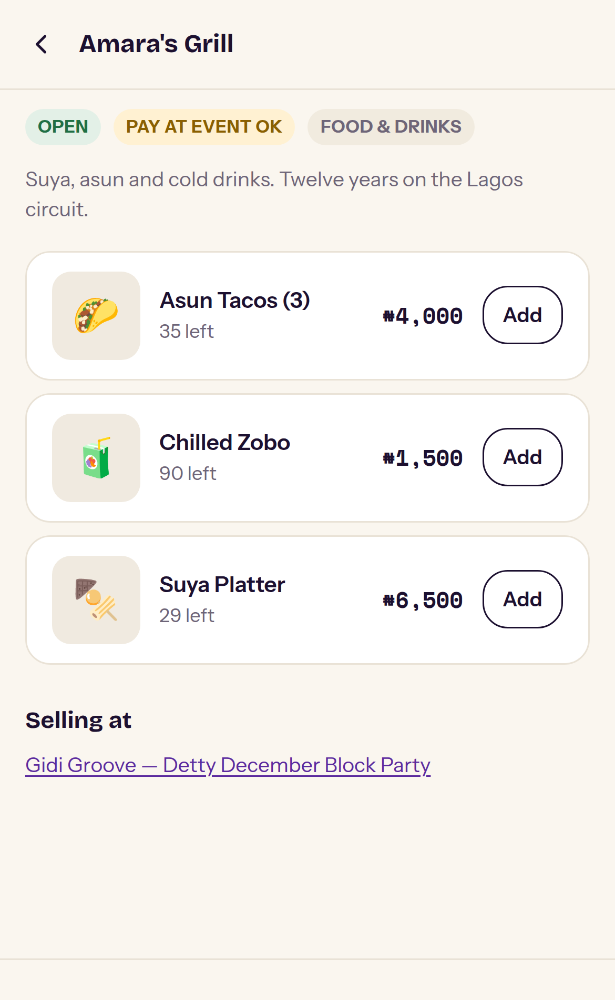 Amara's Grill
OPEN PAY AT EVENT OK FOOD & DRINKS
Suya, asun and cold drinks. Twelve years on the Lagos
circuit.
Asun Tacos (3)
35 left
₦4,000 Add
Chilled Zobo
90 left
₦1,500 Add
Suya Platter
29 left
₦6,500 Add
Selling at
Gidi Groove — Detty December Block Party